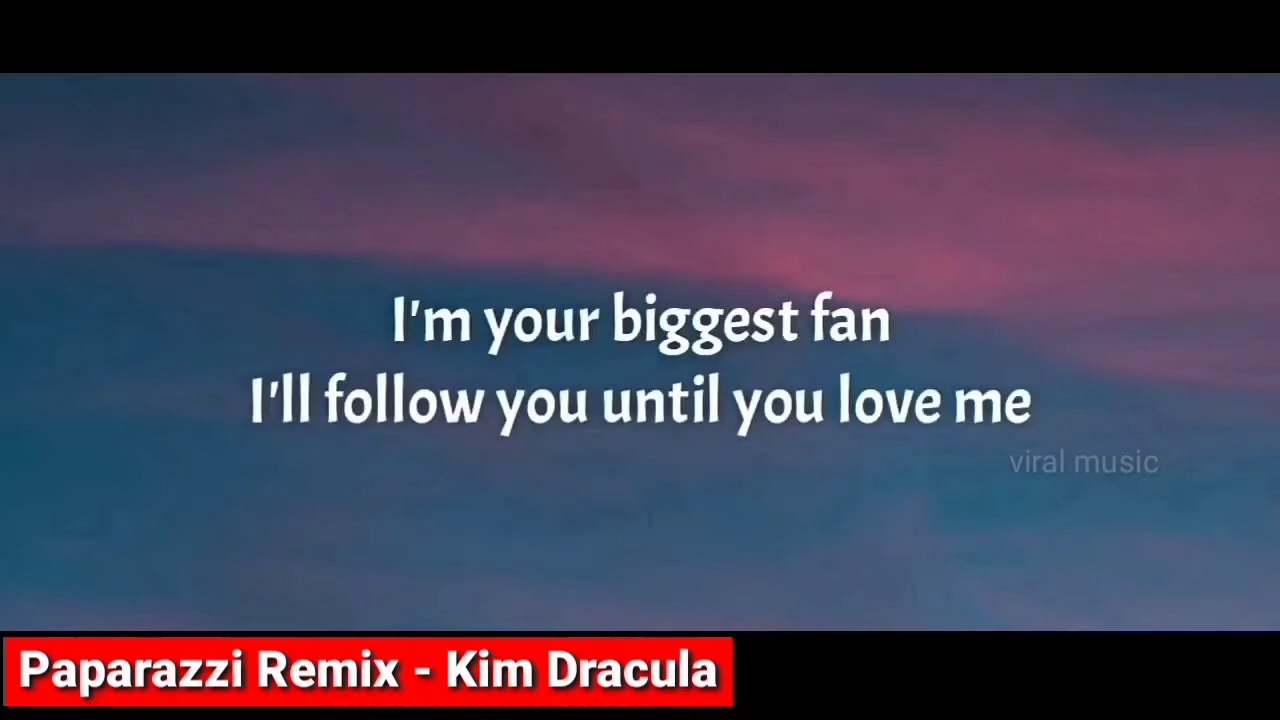 I'm your biggest fan
I'll follow you until you love me
viral music
Paparazzi Remix - Kim Dracula